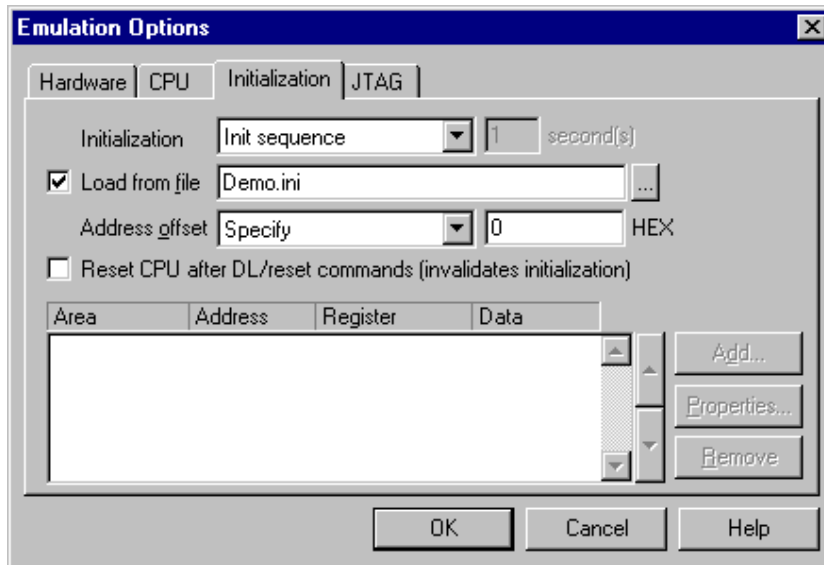 Emulation Options
Hardware CPU Initialization JTAG
Initialization Init sequence 1 second(s)
Load from file Demo.ini ...
Address offset Specify 0 HEX
Reset CPU after DL/reset commands (invalidates initialization)
Area Address Register Data
Add...
Properties...
Remove
OK Cancel Help